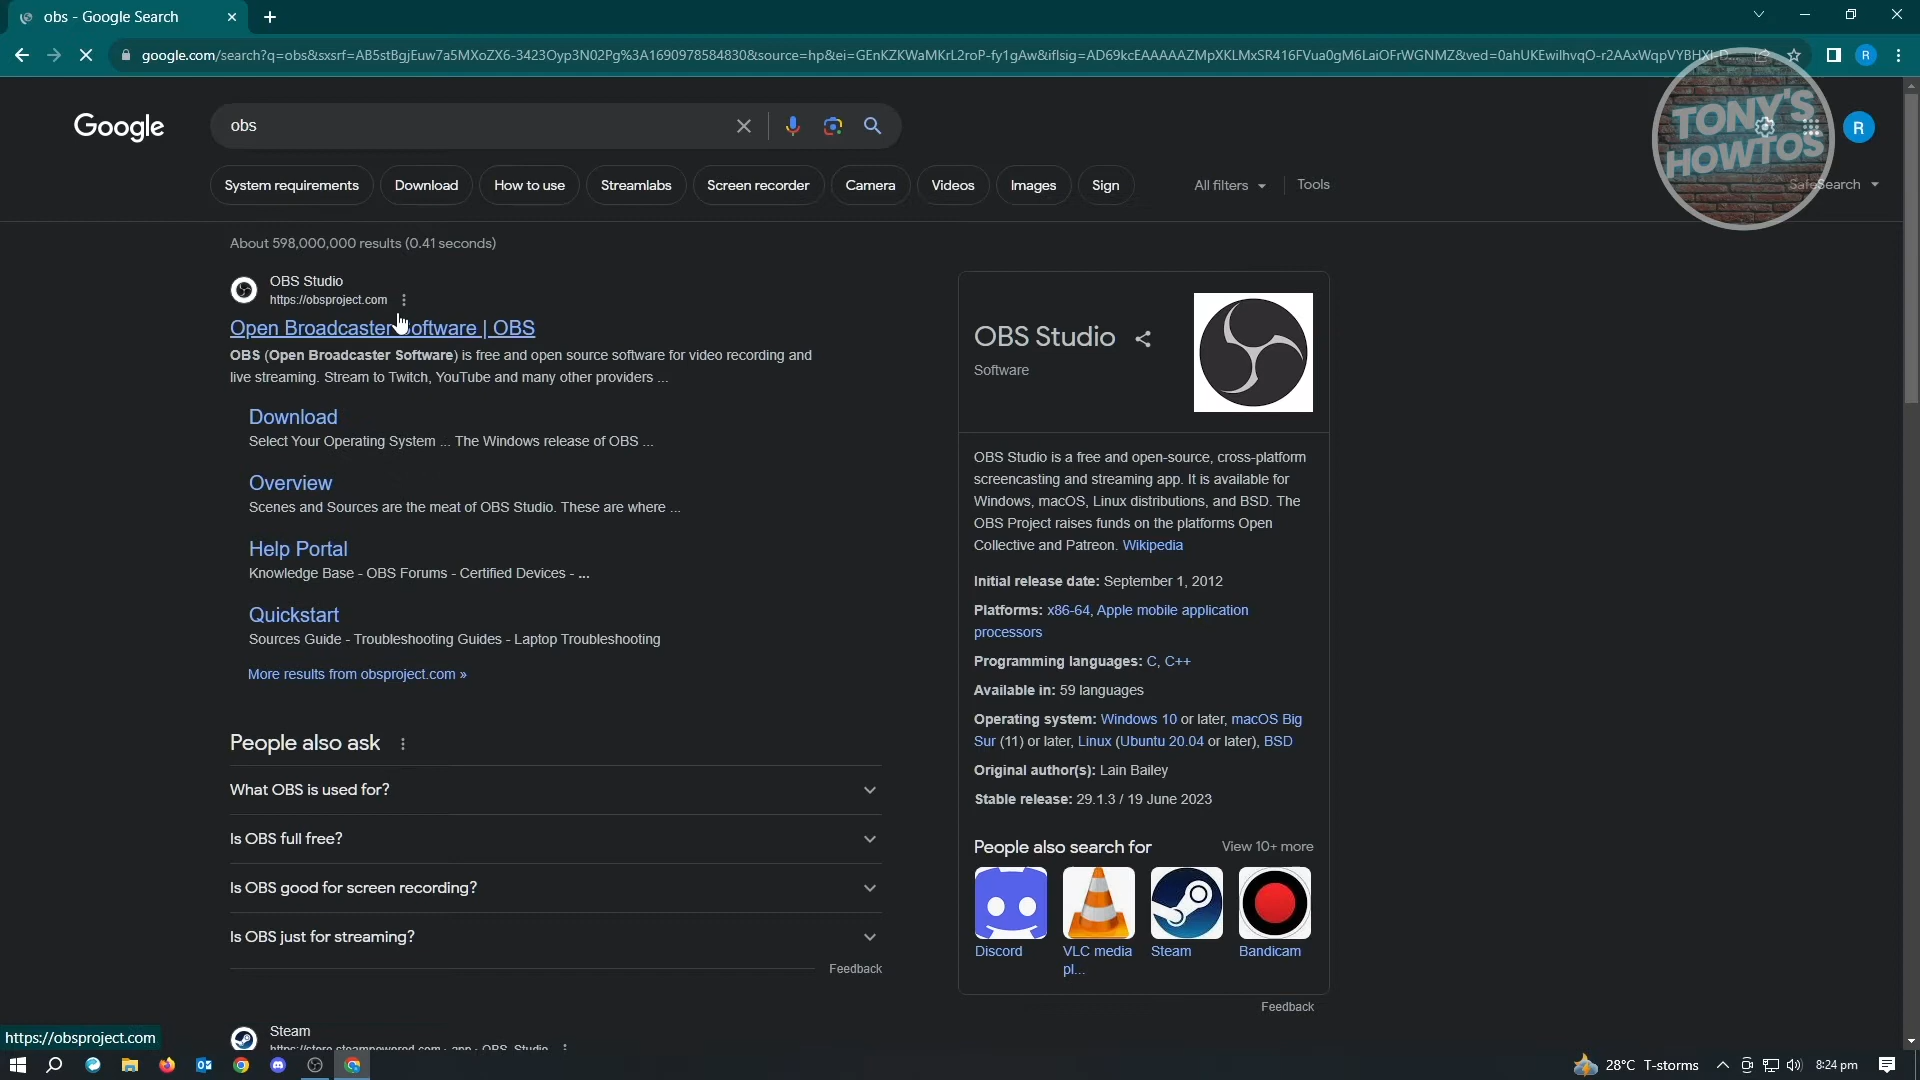 obs - Google Search
google.com/search?q=obs&sxsrf=AB5stBgjEuw7a5MXoZX6-3423Oyp3N02Pg%3A1690978584830&source=hp&ei=GEnKZKWaMKrL2roP-fy1gAw&iflsig=AD69kcEAAAAAZMpXKLMxSR416FVua0gM6LaiOFrWGNMZ&ved=0ahUKEwilhvqO-r2AAxWqpVYBHXl-D...
R
Google
obs
TONY'S
HOWTOS
R
System requirements
Download
How to use
Streamlabs
Screen recorder
Camera
Videos
Images
Sign
All filters
Tools
SafeSearch
About 598,000,000 results (0.41 seconds)
OBS Studio
https://obsproject.com
Open Broadcaster Software | OBS
OBS (Open Broadcaster Software) is free and open source software for video recording and
live streaming. Stream to Twitch, YouTube and many other providers ...
Download
Select Your Operating System ... The Windows release of OBS ...
Overview
Scenes and Sources are the meat of OBS Studio. These are where ...
Help Portal
Knowledge Base - OBS Forums - Certified Devices - ...
Quickstart
Sources Guide - Troubleshooting Guides - Laptop Troubleshooting
More results from obsproject.com »
People also ask
What OBS is used for?
Is OBS full free?
Is OBS good for screen recording?
Is OBS just for streaming?
Feedback
Steam
https://store.steampowered.com › app › OBS_Studio
OBS Studio
Software
OBS Studio is a free and open-source, cross-platform
screencasting and streaming app. It is available for
Windows, macOS, Linux distributions, and BSD. The
OBS Project raises funds on the platforms Open
Collective and Patreon. Wikipedia
Initial release date: September 1, 2012
Platforms: x86-64, Apple mobile application
processors
Programming languages: C, C++
Available in: 59 languages
Operating system: Windows 10 or later, macOS Big
Sur (11) or later, Linux (Ubuntu 20.04 or later), BSD
Original author(s): Lain Bailey
Stable release: 29.1.3 / 19 June 2023
People also search for
View 10+ more
Discord
VLC media
pl...
Steam
Bandicam
Feedback
https://obsproject.com
28°C T-storms
8:24 pm